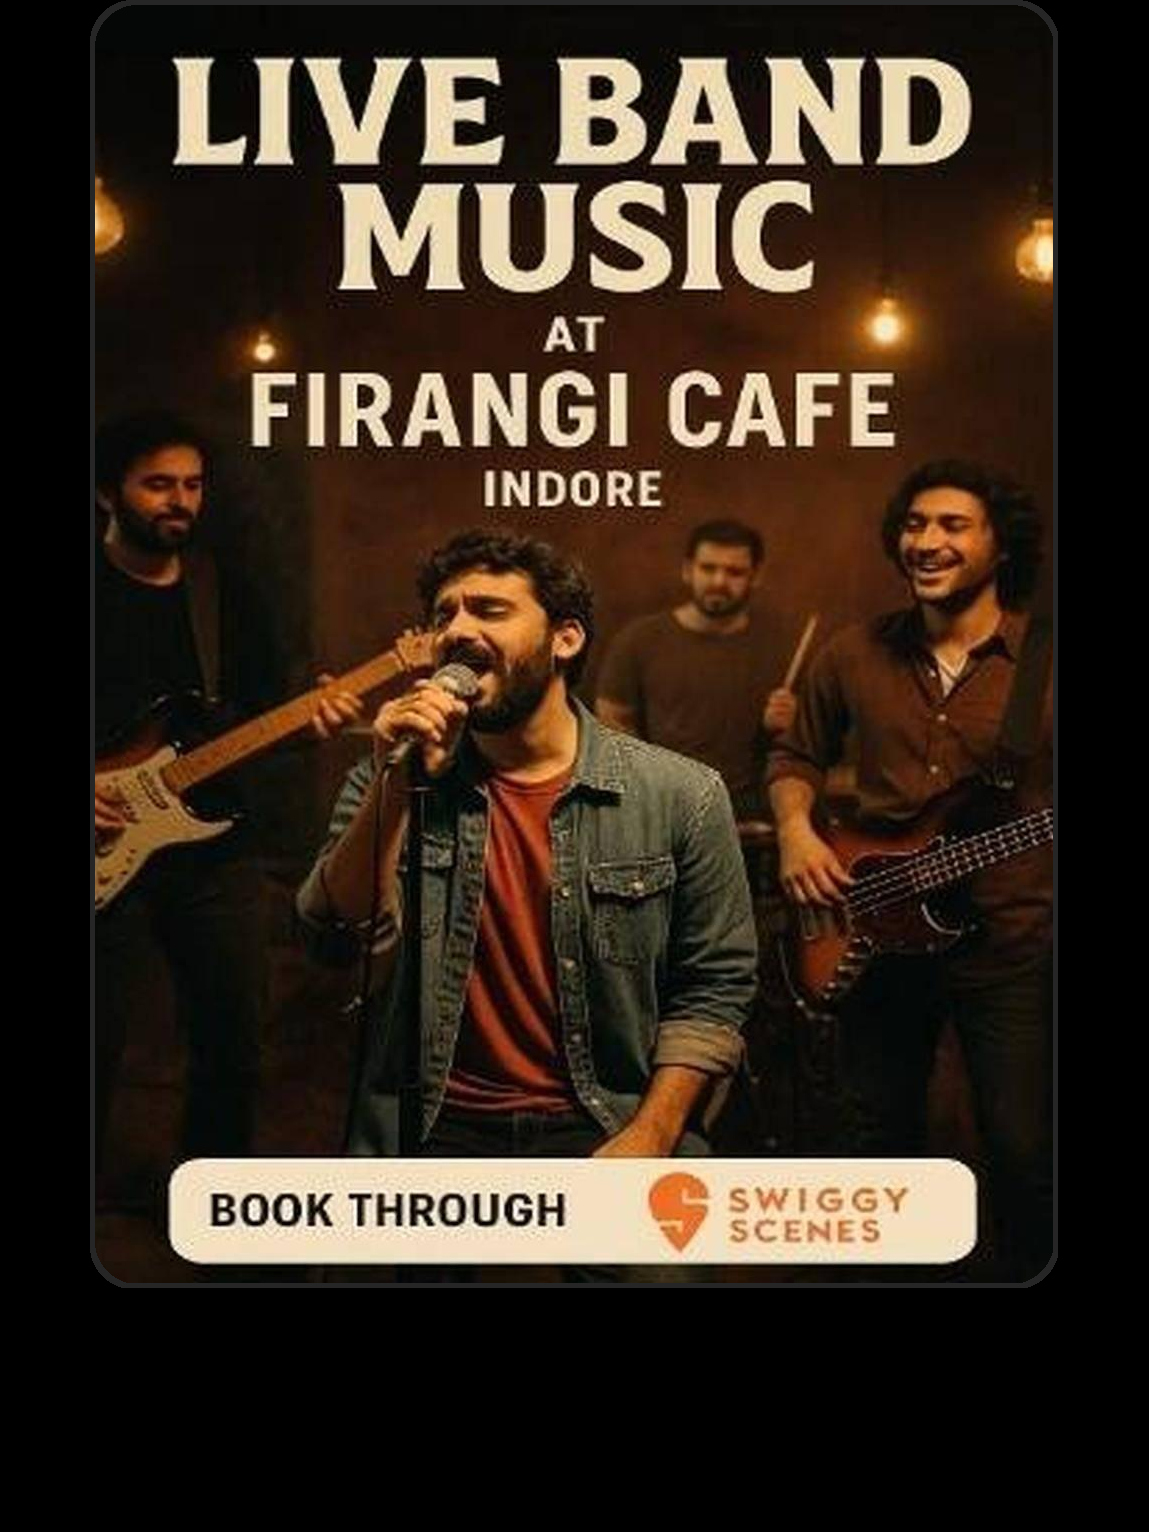 LIVE BAND
MUSIC
AT
FIRANGI CAFE
INDORE
BOOK THROUGH
SWIGGY
SCENES